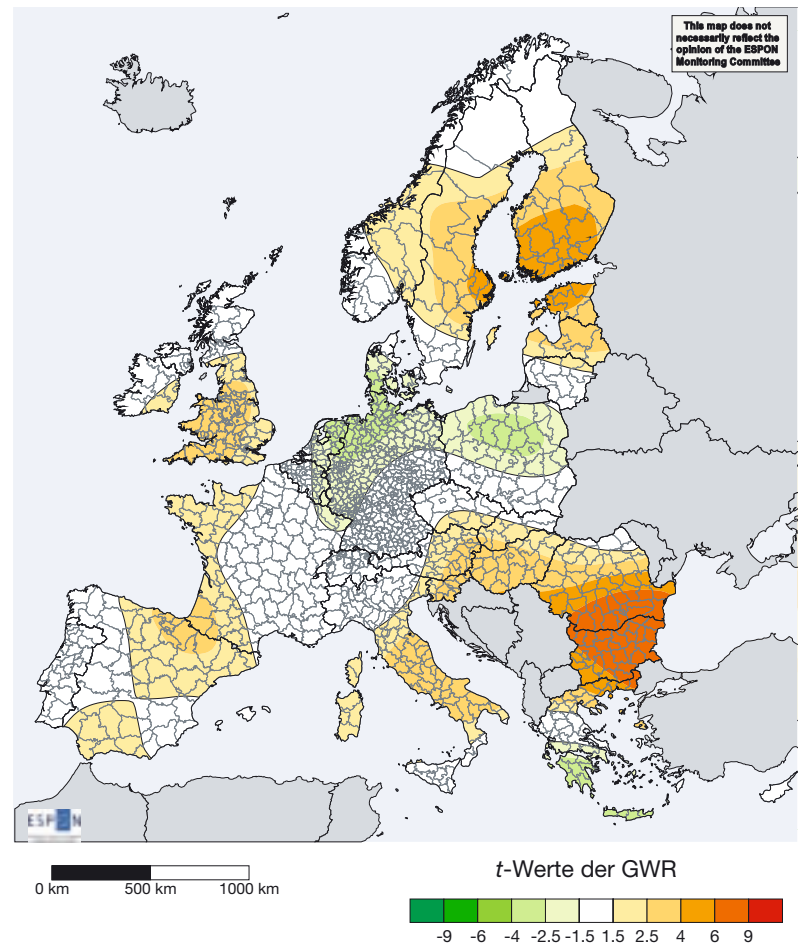 This map does not
necessarily reflect the
opinion of the ESPON
Monitoring Committee
ESPON
0 km 500 km 1000 km
t-Werte der GWR
-9 -6 -4 -2.5 -1.5 1.5 2.5 4 6 9